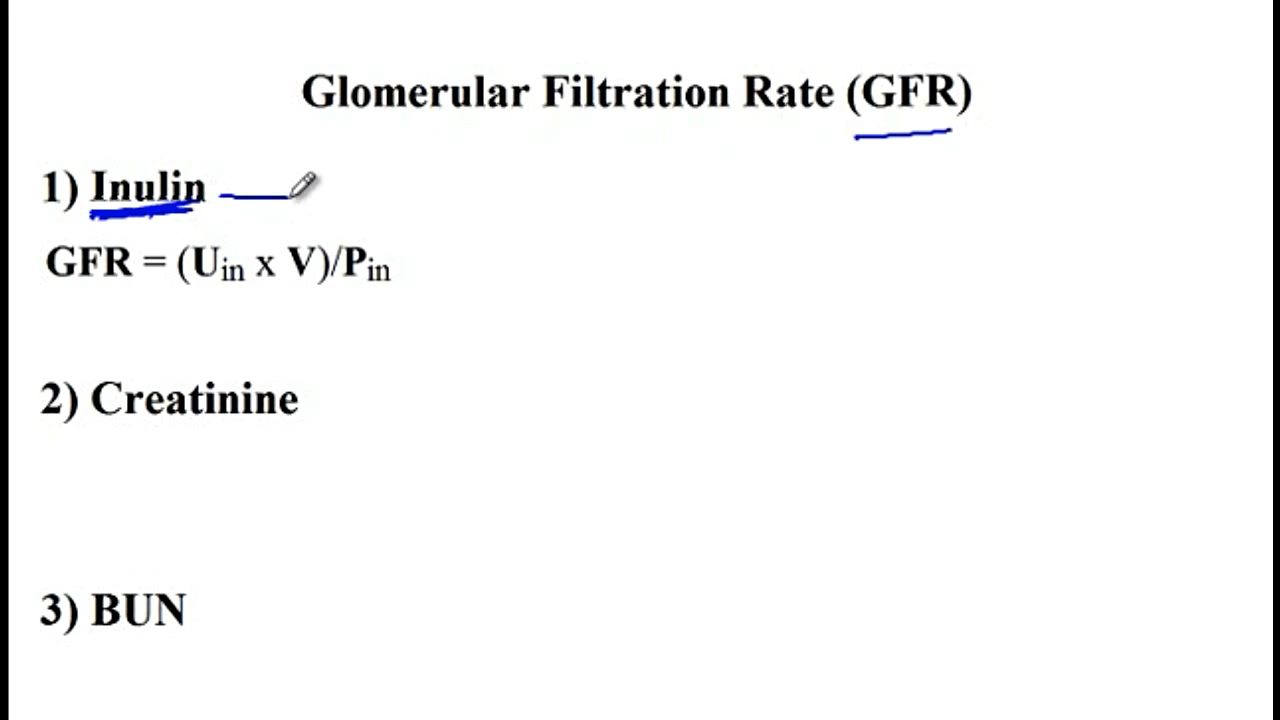 Glomerular Filtration Rate (GFR)
1) Inulin
GFR = (Uin x V)/Pin
2) Creatinine
3) BUN